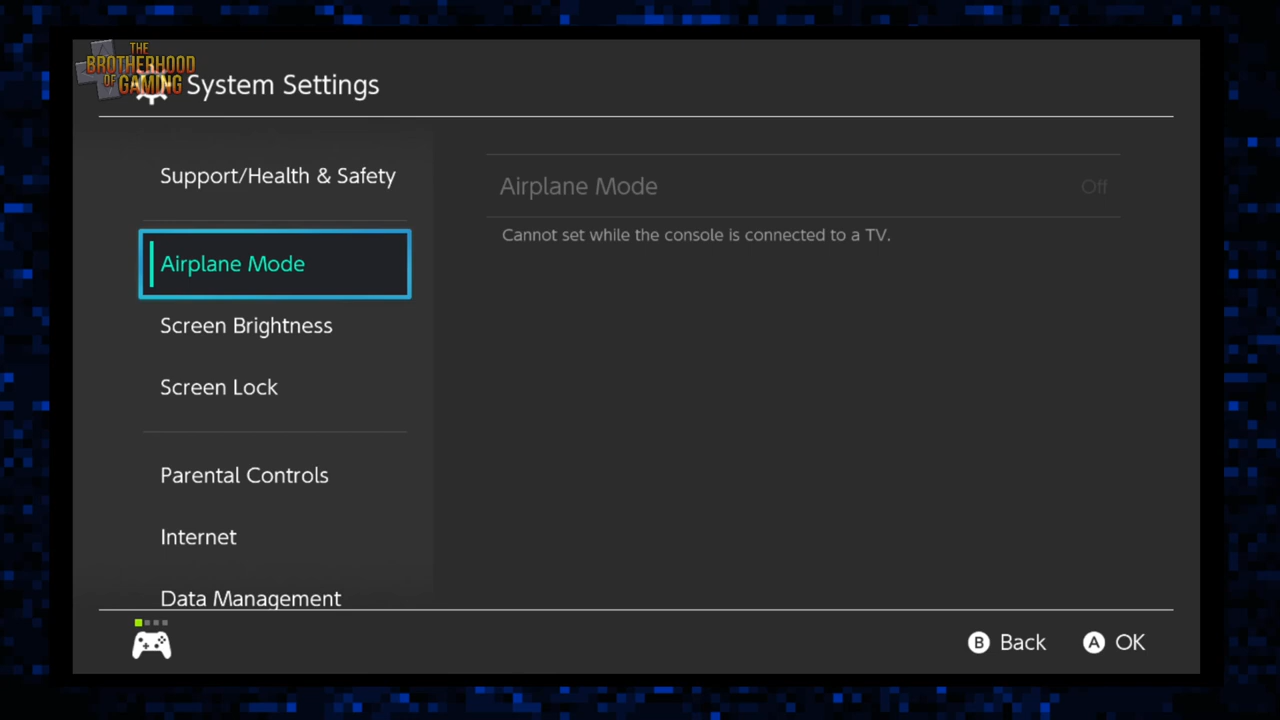 THE
BROTHERHOOD
OF GAMING
System Settings
Support/Health & Safety
Airplane Mode
Screen Brightness
Screen Lock
Parental Controls
Internet
Data Management
Airplane Mode Off
Cannot set while the console is connected to a TV.
B Back A OK